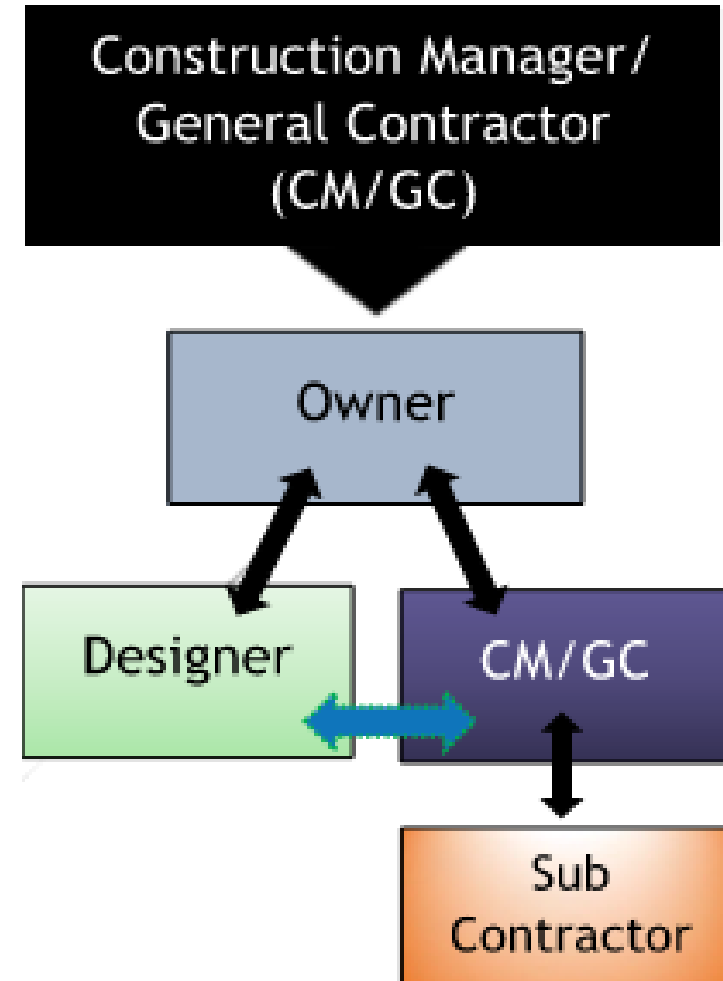 Construction Manager/
General Contractor
(CM/GC)
Owner
Designer
CM/GC
Sub
Contractor